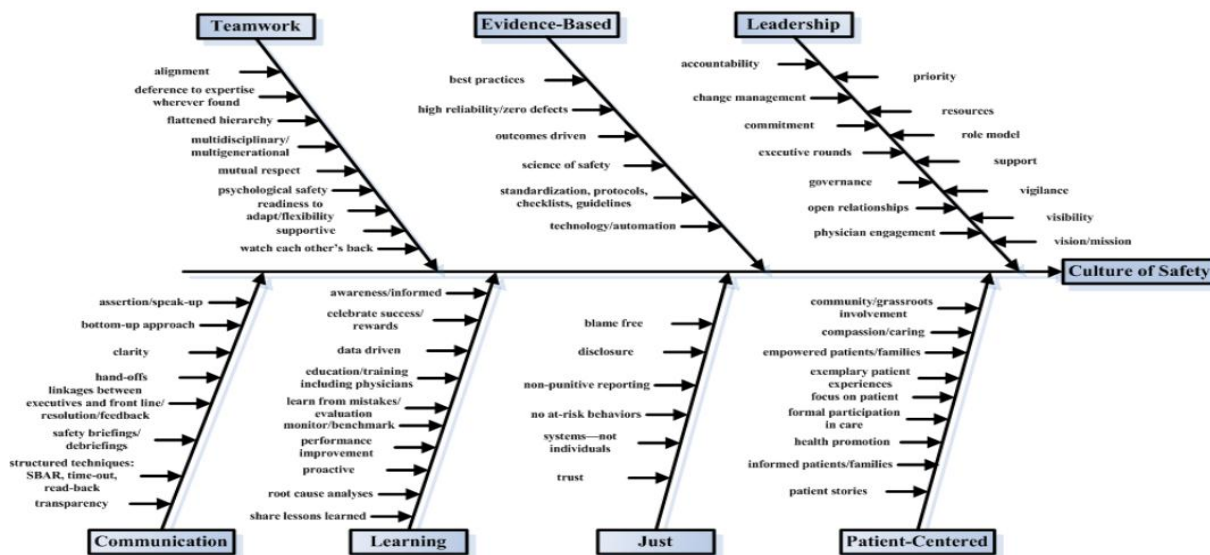 Teamwork
Evidence-Based
Leadership
alignment
deference to expertise
wherever found
flattened hierarchy
multidisciplinary/
multigenerational
mutual respect
psychological safety
readiness to
adapt/flexibility
supportive
watch each other's back
best practices
high reliability/zero defects
outcomes driven
science of safety
standardization, protocols,
checklists, guidelines
technology/automation
accountability
change management
commitment
executive rounds
governance
open relationships
physician engagement
priority
resources
role model
support
vigilance
visibility
vision/mission
Culture of Safety
assertion/speak-up
bottom-up approach
clarity
hand-offs
linkages between
executives and front line/
resolution/feedback
safety briefings/
debriefings
structured techniques:
SBAR, time-out,
read-back
transparency
awareness/informed
celebrate success/
rewards
data driven
education/training
including physicians
learn from mistakes/
evaluation
monitor/benchmark
performance
improvement
proactive
root cause analyses
share lessons learned
blame free
disclosure
non-punitive reporting
no at-risk behaviors
systems—not
individuals
trust
community/grassroots
involvement
compassion/caring
empowered patients/families
exemplary patient
experiences
focus on patient
formal participation
in care
health promotion
informed patients/families
patient stories
Communication
Learning
Just
Patient-Centered